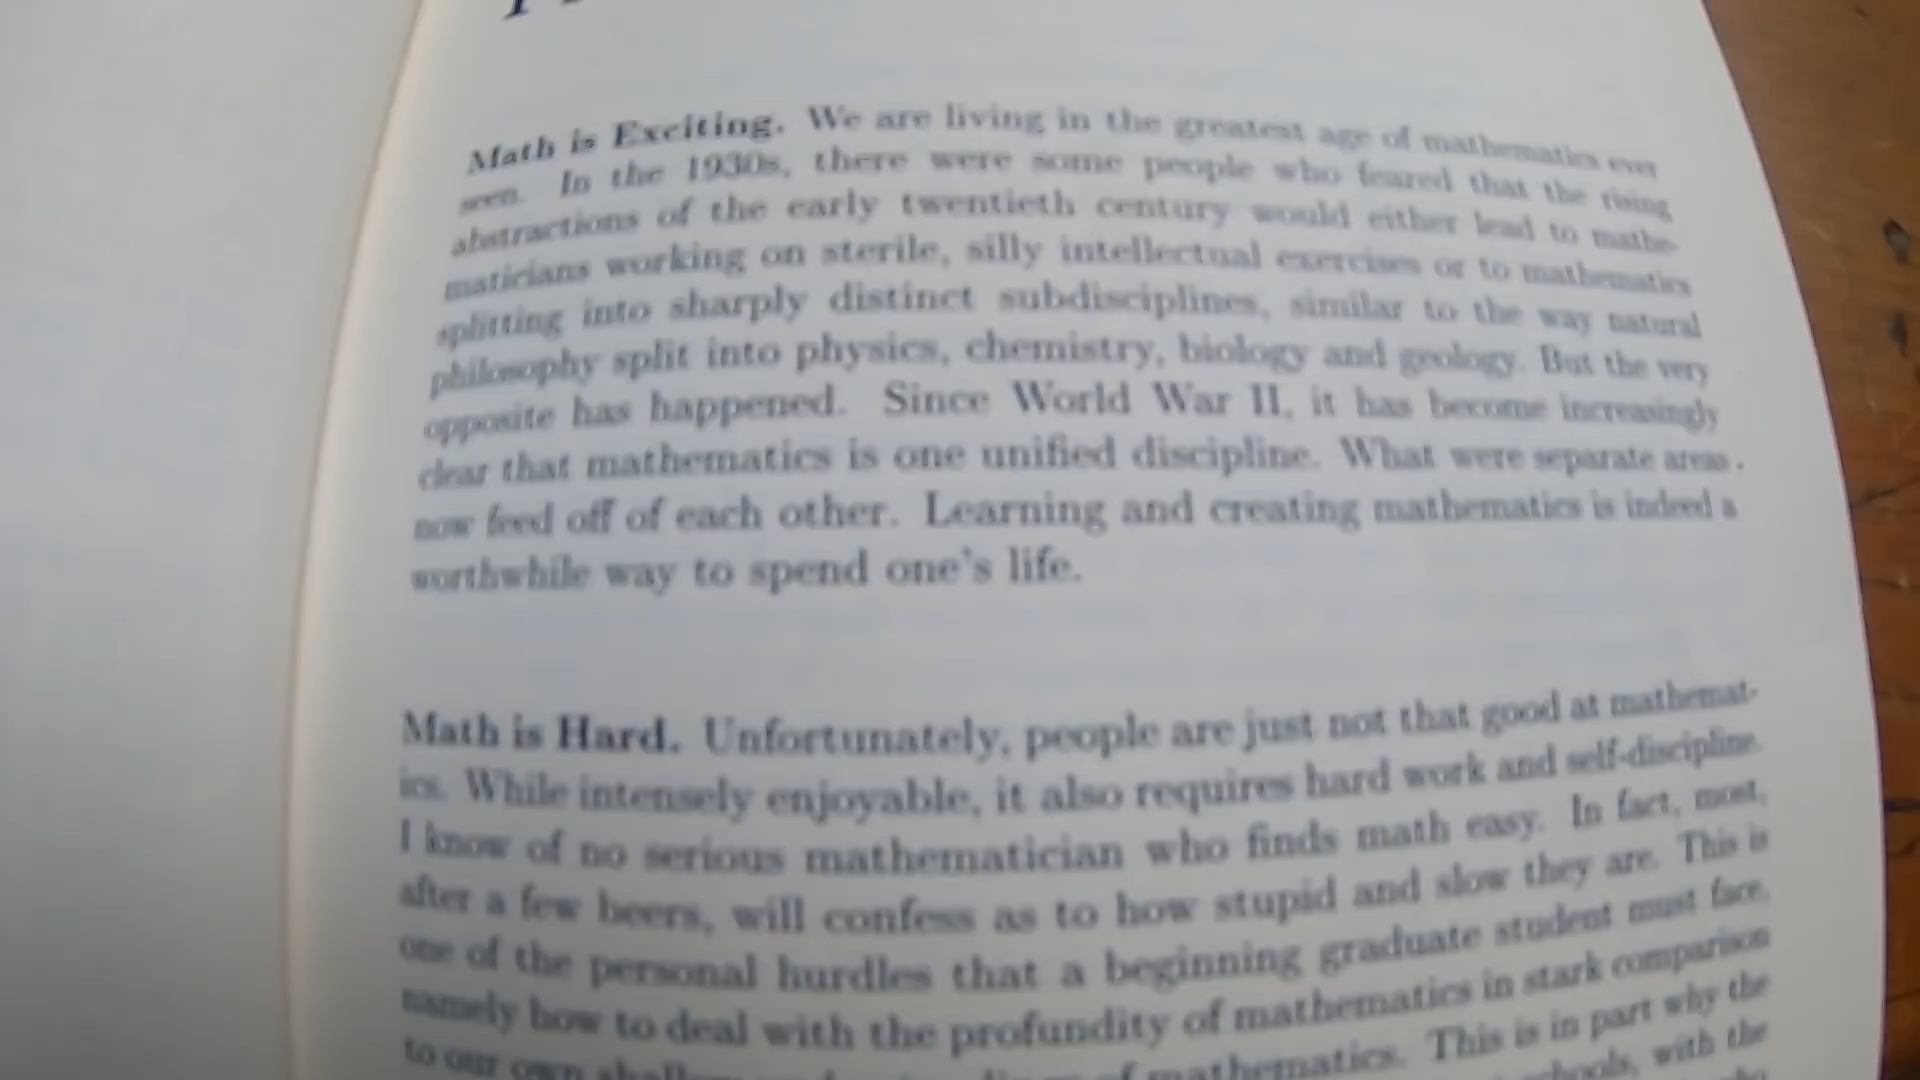 Math is Exciting. We are living in the greatest age of mathematics ever
seen. In the 1930s, there were some people who feared that the rising
abstractions of the early twentieth century would either lead to mathe-
maticians working on sterile, silly intellectual exercises or to mathematics
splitting into sharply distinct subdisciplines, similar to the way natural
philosophy split into physics, chemistry, biology and geology. But the very
opposite has happened. Since World War II, it has become increasingly
clear that mathematics is one unified discipline. What were separate areas
now feed off of each other. Learning and creating mathematics is indeed a
worthwhile way to spend one's life.
Math is Hard. Unfortunately, people are just not that good at mathemat-
ics. While intensely enjoyable, it also requires hard work and self-discipline.
I know of no serious mathematician who finds math easy. In fact, most,
after a few beers, will confess as to how stupid and slow they are. This is
one of the personal hurdles that a beginning graduate student must face,
namely how to deal with the profundity of mathematics in stark comparison
to our own of mathematics. This is in part why the
schools, with the